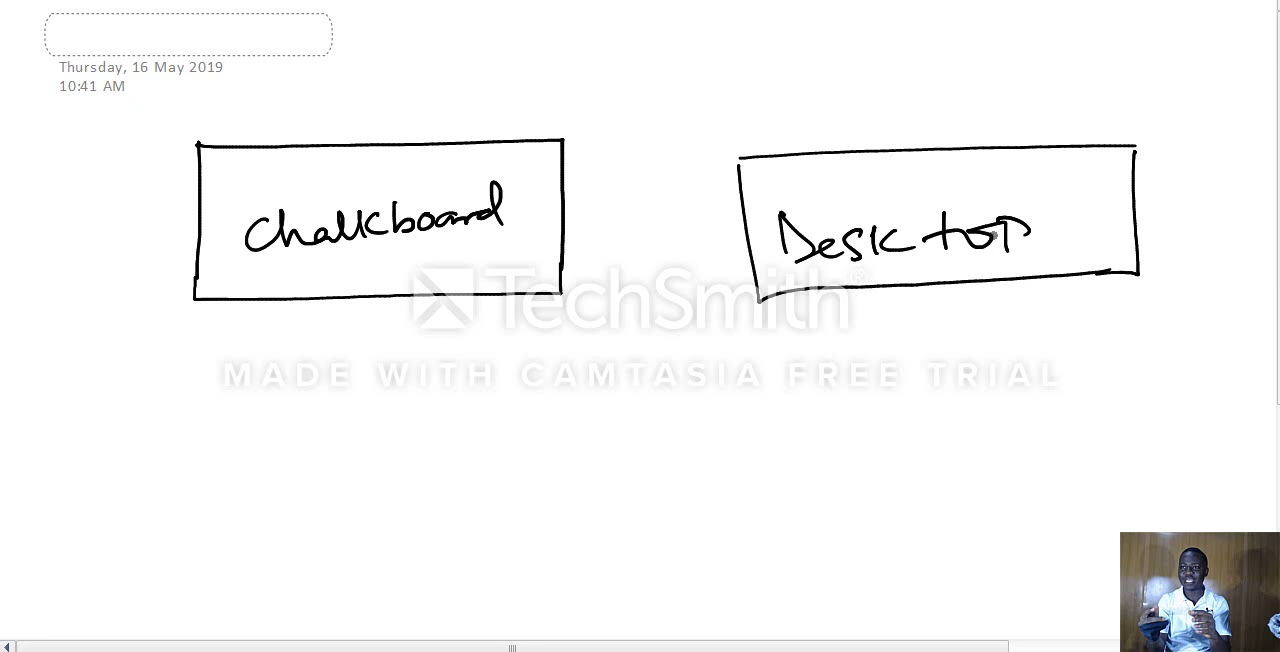 Thursday, 16 May 2019
10:41 AM
Chalkboard
Desktop
TechSmith®
MADE WITH CAMTASIA FREE TRIAL